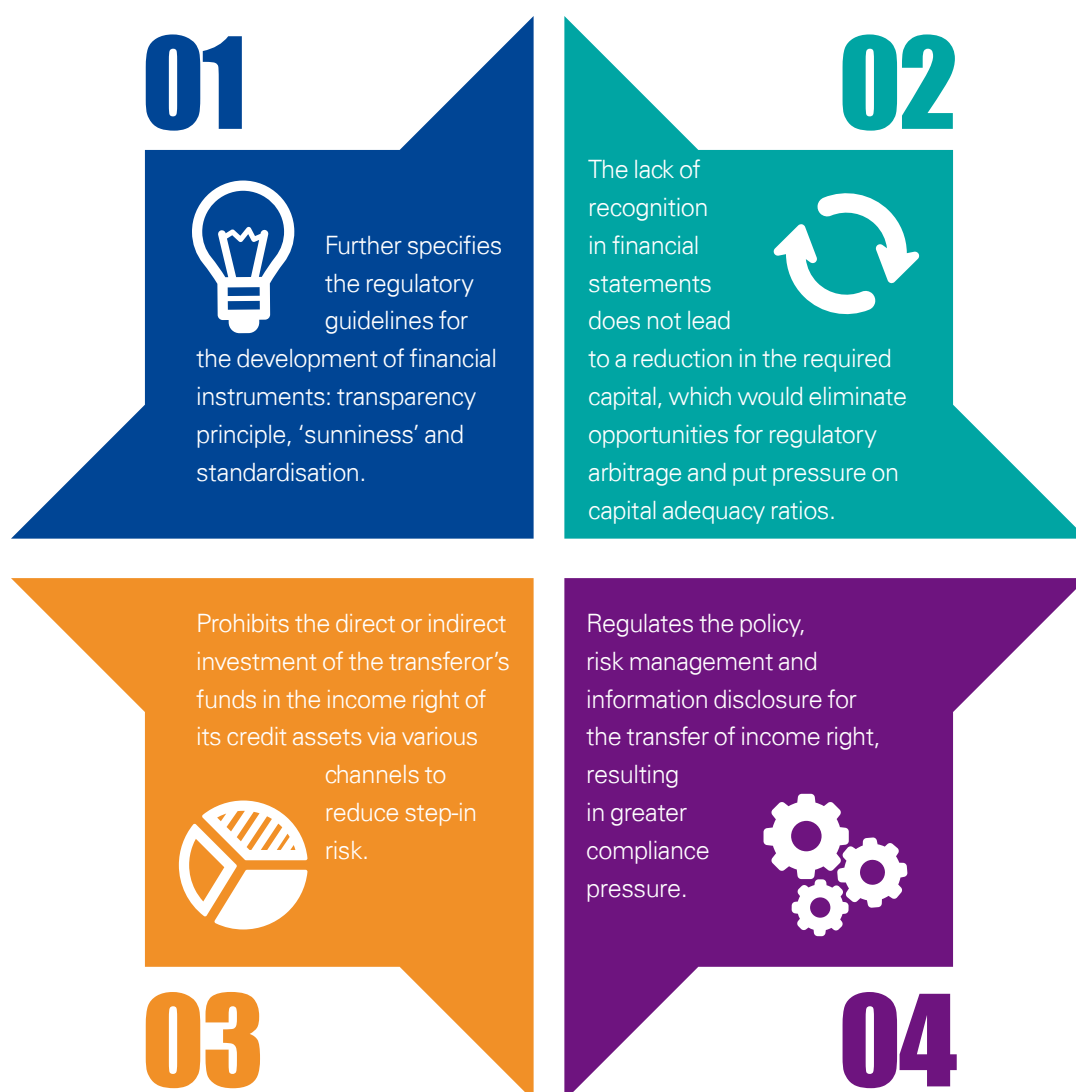 01
Further specifies
the regulatory
guidelines for
the development of financial
instruments: transparency
principle, ‘sunniness’ and
standardisation.
02
The lack of
recognition
in financial
statements
does not lead
to a reduction in the required
capital, which would eliminate
opportunities for regulatory
arbitrage and put pressure on
capital adequacy ratios.
Prohibits the direct or indirect
investment of the transferor’s
funds in the income right of
its credit assets via various
channels to
reduce step-in
risk.
03
Regulates the policy,
risk management and
information disclosure for
the transfer of income right,
resulting
in greater
compliance
pressure.
04